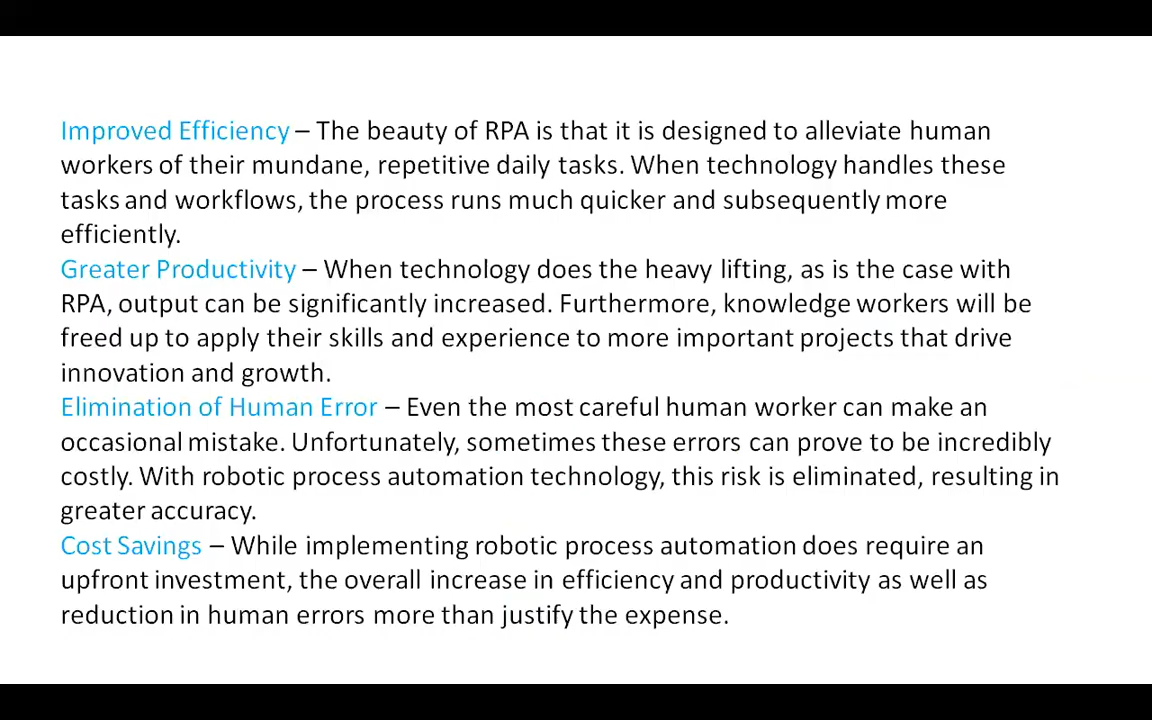 Improved Efficiency – The beauty of RPA is that it is designed to alleviate human
workers of their mundane, repetitive daily tasks. When technology handles these
tasks and workflows, the process runs much quicker and subsequently more
efficiently.
Greater Productivity – When technology does the heavy lifting, as is the case with
RPA, output can be significantly increased. Furthermore, knowledge workers will be
freed up to apply their skills and experience to more important projects that drive
innovation and growth.
Elimination of Human Error – Even the most careful human worker can make an
occasional mistake. Unfortunately, sometimes these errors can prove to be incredibly
costly. With robotic process automation technology, this risk is eliminated, resulting in
greater accuracy.
Cost Savings – While implementing robotic process automation does require an
upfront investment, the overall increase in efficiency and productivity as well as
reduction in human errors more than justify the expense.